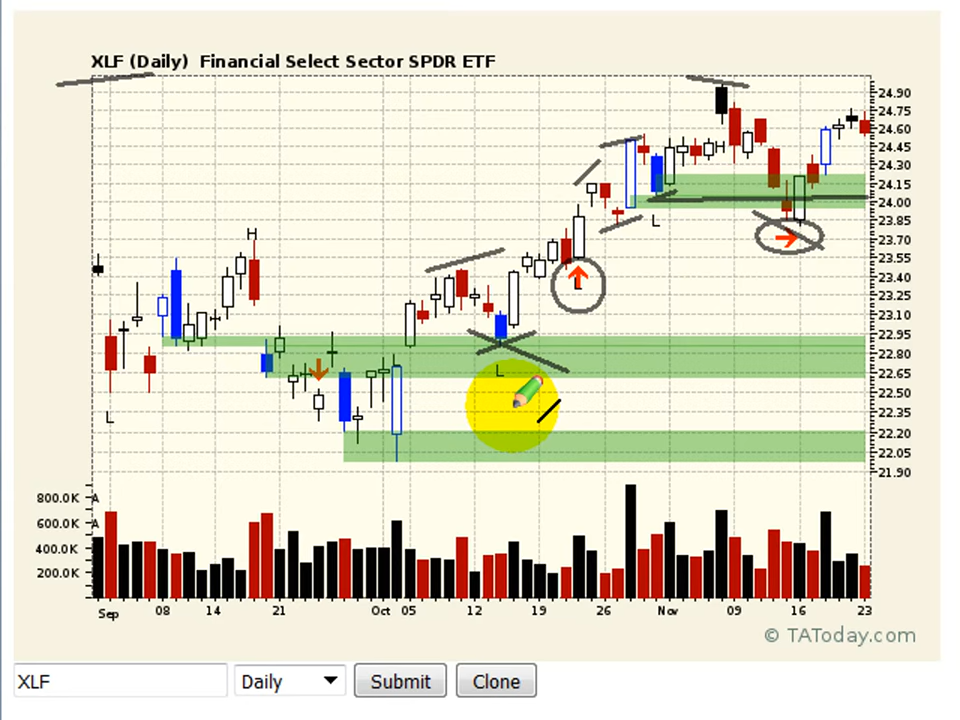 XLF (Daily)  Financial Select Sector SPDR ETF
24.90
24.75
24.60
24.45
24.30
24.15
24.00
23.85
23.70
23.55
23.40
23.25
23.10
22.95
22.80
22.65
22.50
22.35
22.20
22.05
21.90
H
H
L
L
L
L
800.0K
A
600.0K
A
400.0K
200.0K
Sep 08 14 21 Oct 05 12 19 26 Nov 09 16 23
© TAToday.com
XLF Daily Submit Clone